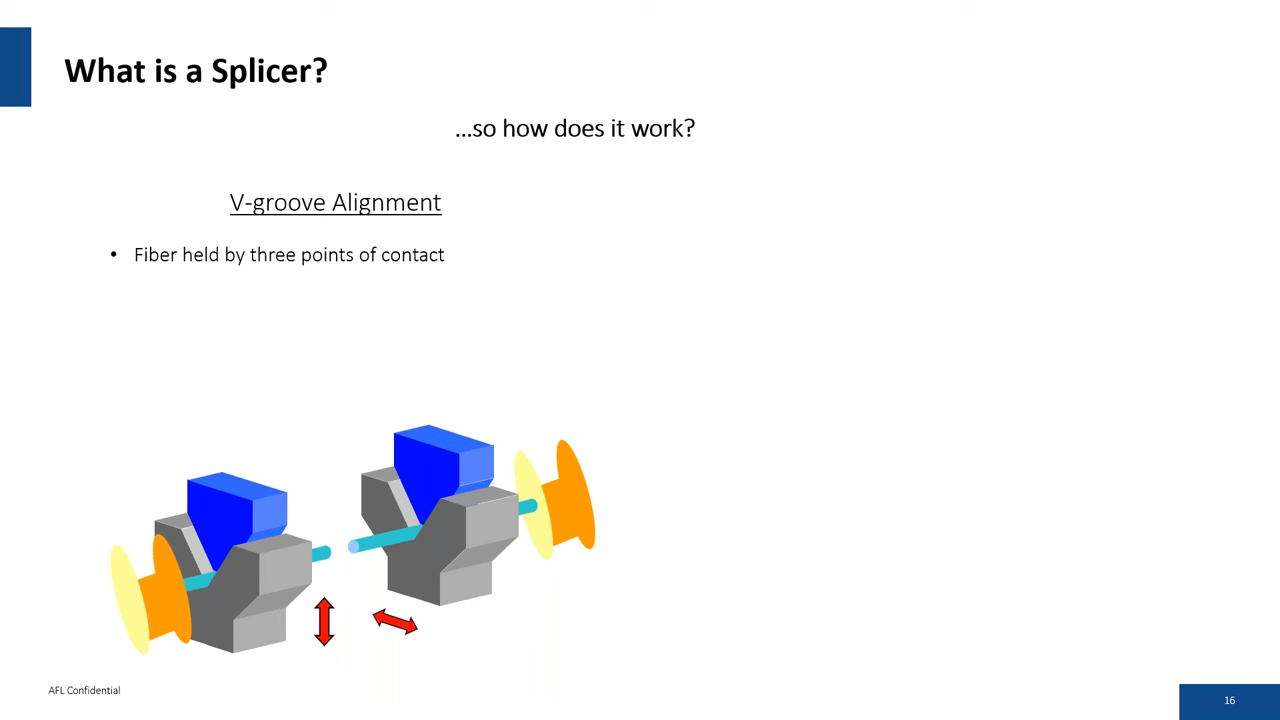 What is a Splicer?
...so how does it work?
V-groove Alignment
• Fiber held by three points of contact
AFL Confidential
16